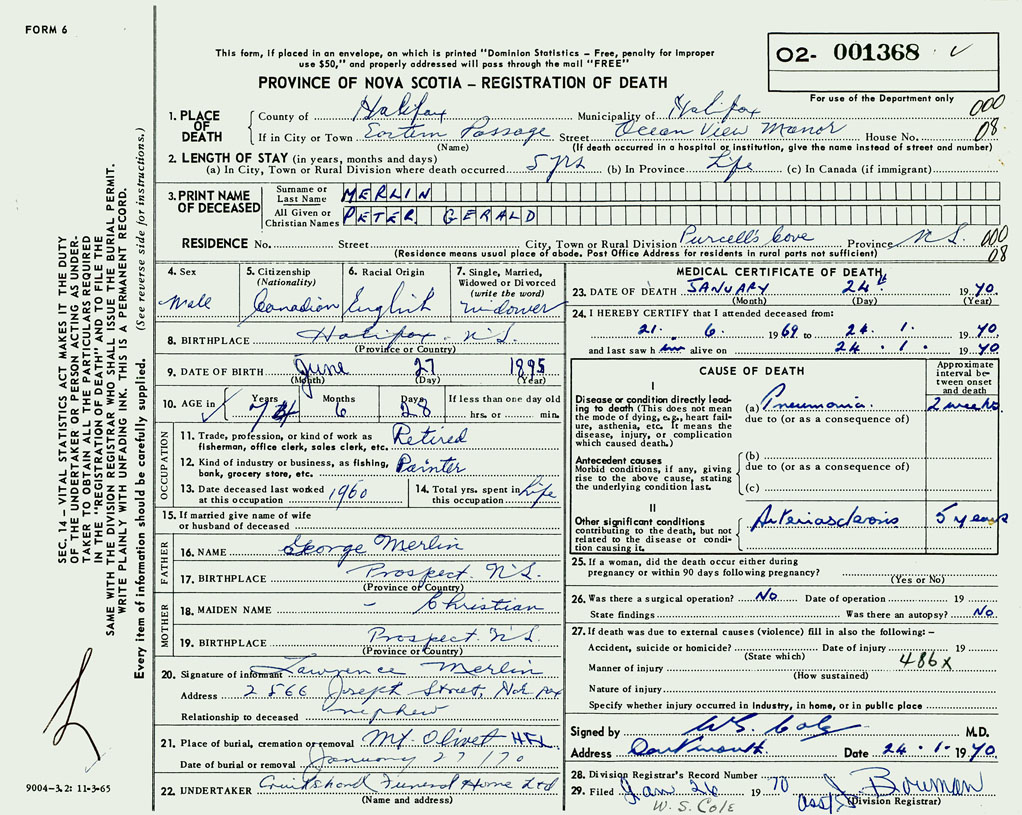 FORM 6
This form, if placed in an envelope, on which is printed "Dominion Statistics – Free, penalty for improper
use $50," and properly addressed will pass through the mail "FREE"
O2- 001368
For use of the Department only
PROVINCE OF NOVA SCOTIA – REGISTRATION OF DEATH
000
08
1. PLACE OF DEATH
County of Halifax Municipality of Halifax
If in City or Town Eastern Passage Street Ocean View Manor House No.
(Name) (If death occurred in a hospital or institution, give the name instead of street and number)
2. LENGTH OF STAY (in years, months and days)
(a) In City, Town or Rural Division where death occurred 5 yrs (b) In Province Life (c) In Canada (if immigrant)
3. PRINT NAME OF DECEASED
Surname or Last Name MERLIN
All Given or Christian Names PETER GERALD
RESIDENCE No. Street City, Town or Rural Division Purcell's Cove Province N.S.
000
08
(Residence means usual place of abode. Post Office Address for residents in rural parts not sufficient)
4. Sex
Male
5. Citizenship
(Nationality)
Canadian
6. Racial Origin
English
7. Single, Married,
Widowed or Divorced
(write the word)
Widower
8. BIRTHPLACE Halifax N.S.
(Province or Country)
9. DATE OF BIRTH June 27 1895
(Month) (Day) (Year)
10. AGE in Years 74 Months 6 Days 28 If less than one day old
hrs. or min.
OCCUPATION
11. Trade, profession, or kind of work as
fisherman, office clerk, sales clerk, etc. Retired
12. Kind of industry or business, as fishing,
bank, grocery store, etc. Painter
13. Date deceased last worked
at this occupation 1960
14. Total yrs. spent in
this occupation Life
15. If married give name of wife
or husband of deceased
FATHER
16. NAME George Merlin
17. BIRTHPLACE Prospect N.S.
(Province or Country)
MOTHER
18. MAIDEN NAME – Christian
19. BIRTHPLACE Prospect N.S.
(Province or Country)
20. Signature of informant Lawrence Merlin
Address 2566 Joseph Street,
Relationship to deceased nephew
21. Place of burial, cremation or removal Mt Olivet HFX
Date of burial or removal January 27/70
22. UNDERTAKER Cruikshank Funeral Home Ltd
(Name and address)
MEDICAL CERTIFICATE OF DEATH
23. DATE OF DEATH JANUARY 24th 1970
(Month) (Day) (Year)
24. I HEREBY CERTIFY that I attended deceased from:
21. 6. 1969 to 24. 1. 1970
and last saw him alive on 24. 1. 1970
CAUSE OF DEATH
Approximate
interval be-
tween onset
and death
I
Disease or condition directly lead-
ing to death (This does not mean
the mode of dying, e.g., heart fail-
ure, asthenia, etc. It means the
disease, injury, or complication
which caused death.)
(a) Pneumonia 2 weeks
due to (or as a consequence of)
Antecedent causes
Morbid conditions, if any, giving
rise to the above cause, stating
the underlying condition last.
(b)
due to (or as a consequence of)
(c)
II
Other significant conditions
contributing to the death, but not
related to the disease or condi-
tion causing it.
Arteriosclerosis 5 years
25. If a woman, did the death occur either during
pregnancy or within 90 days following pregnancy?
(Yes or No)
26. Was there a surgical operation? No Date of operation 19
State findings Was there an autopsy? No
27. If death was due to external causes (violence) fill in also the following: –
Accident, suicide or homicide? Date of injury 19
(State which) 486X
Manner of injury
(How sustained)
Nature of injury
Specify whether injury occurred in industry, in home, or in public place
Signed by W.S. Cole M.D.
Address Dartmouth Date 24.1.1970
28. Division Registrar's Record Number
29. Filed Jan 26 1970 J. Bowman
W. S. COLE (Division Registrar)
SEC. 14 – VITAL STATISTICS ACT MAKES IT THE DUTY
OF THE UNDERTAKER OR PERSON ACTING AS UNDER-
TAKER TO OBTAIN ALL THE PARTICULARS REQUIRED
IN THE "REGISTRATION OF DEATH" AND TO FILE THE
SAME WITH THE DIVISION REGISTRAR WHO SHALL ISSUE THE BURIAL PERMIT.
WRITE PLAINLY WITH UNFADING INK. THIS IS A PERMANENT RECORD.
Every item of information should be carefully supplied. (See reverse side for instructions.)
9004-3.2: 11-3-65